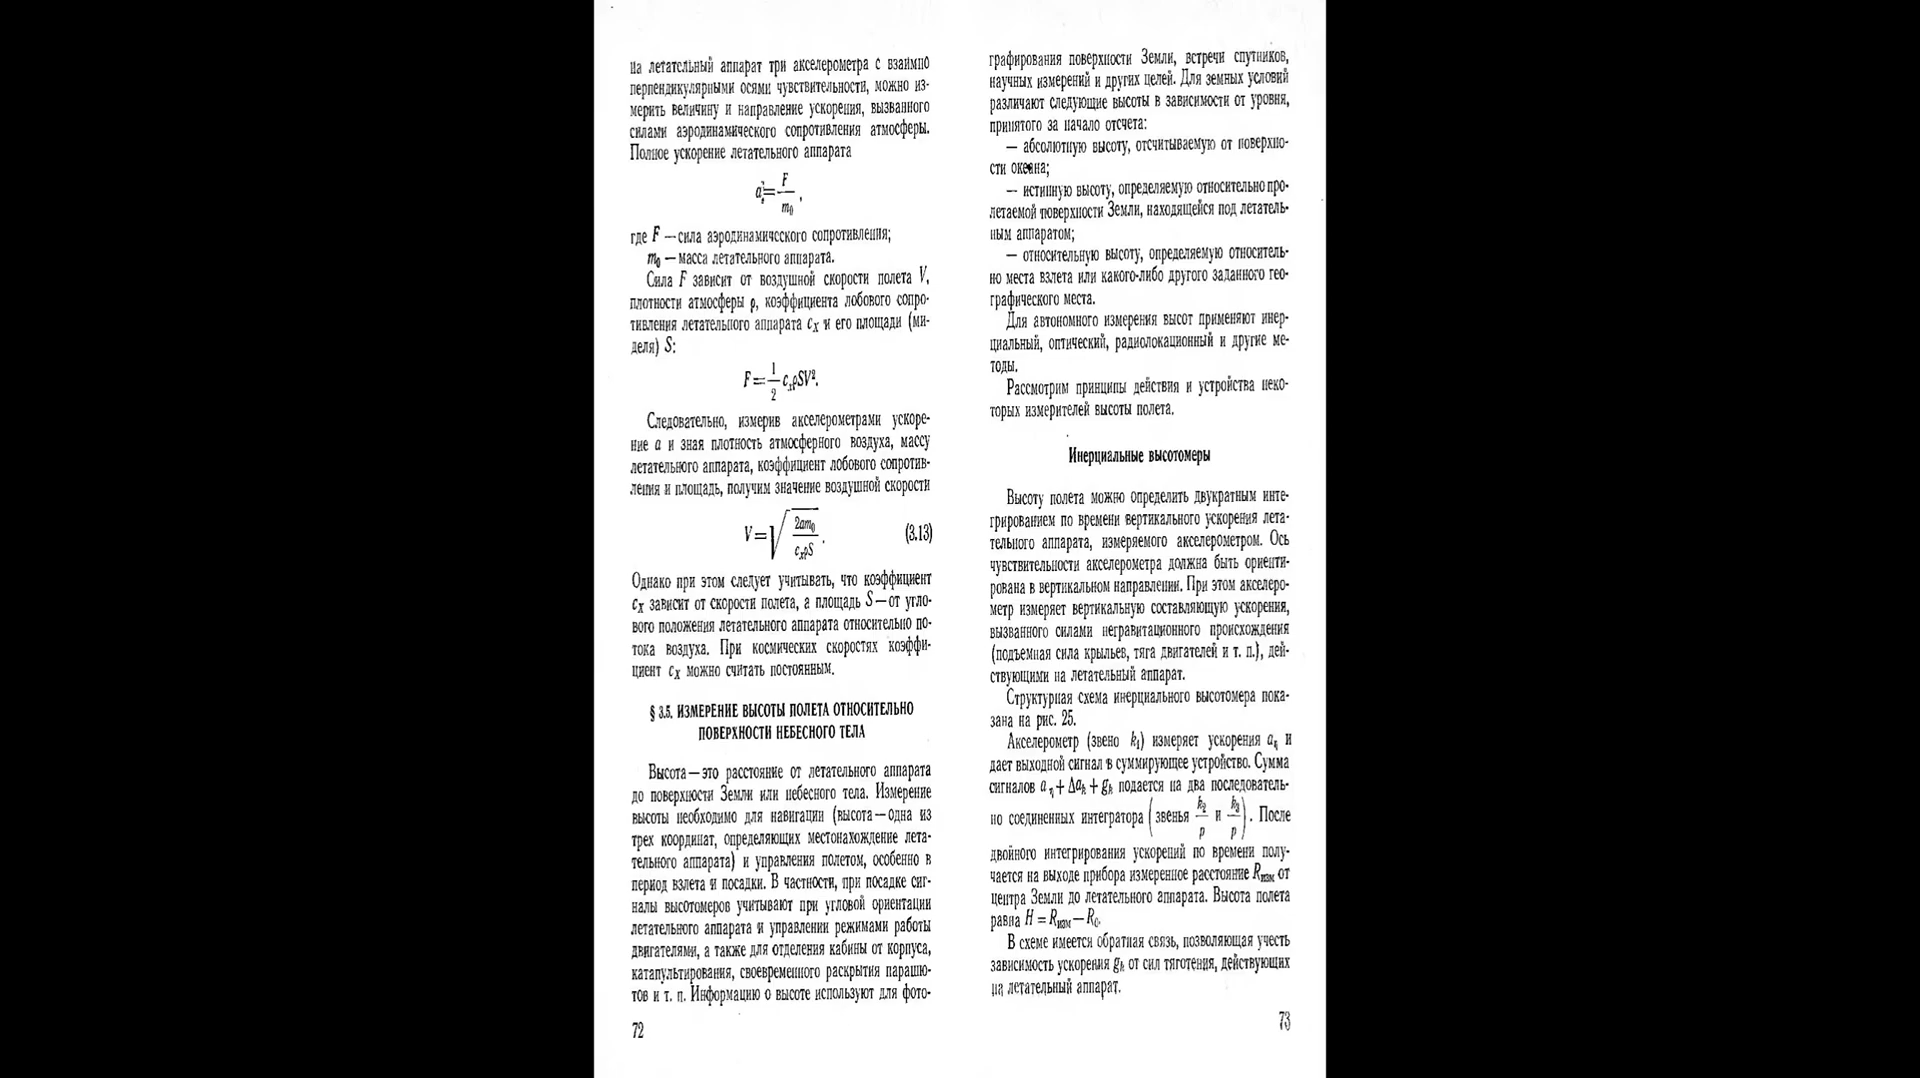 на летательный аппарат три акселерометра с взаимно
перпендикулярными осями чувствительности, можно из-
мерить величину и направление ускорения, вызванного
силами аэродинамического сопротивления атмосферы.
Полное ускорение летательного аппарата
a = F / m₀ ,
где F — сила аэродинамического сопротивления;
m₀ — масса летательного аппарата.
Сила F зависит от воздушной скорости полета V,
плотности атмосферы ρ, коэффициента лобового сопро-
тивления летательного аппарата cₓ и его площади (ми-
деля) S:
F = 1/2 cₓρSV².
Следовательно, измерив акселерометрами ускоре-
ние a и зная плотность атмосферного воздуха, массу
летательного аппарата, коэффициент лобового сопротив-
ления и площадь, получим значение воздушной скорости
V = √(2am₀ / cₓρS) . (3.13)
Однако при этом следует учитывать, что коэффициент
cₓ зависит от скорости полета, а площадь S — от угло-
вого положения летательного аппарата относительно по-
тока воздуха. При космических скоростях коэффи-
циент cₓ можно считать постоянным.
§ 3.5. ИЗМЕРЕНИЕ ВЫСОТЫ ПОЛЕТА ОТНОСИТЕЛЬНО
ПОВЕРХНОСТИ НЕБЕСНОГО ТЕЛА
Высота — это расстояние от летательного аппарата
до поверхности Земли или небесного тела. Измерение
высоты необходимо для навигации (высота — одна из
трех координат, определяющих местонахождение лета-
тельного аппарата) и управления полетом, особенно в
период взлета и посадки. В частности, при посадке сиг-
налы высотомеров учитывают при угловой ориентации
летательного аппарата и управлении режимами работы
двигателями, а также для отделения кабины от корпуса,
катапультирования, своевременного раскрытия парашю-
тов и т. п. Информацию о высоте используют для фото-
72
графирования поверхности Земли, встречи спутников,
научных измерений и других целей. Для земных условий
различают следующие высоты в зависимости от уровня,
принятого за начало отсчета:
— абсолютную высоту, отсчитываемую от поверхно-
сти океана;
— истинную высоту, определяемую относительно про-
летаемой поверхности Земли, находящейся под летатель-
ным аппаратом;
— относительную высоту, определяемую относитель-
но места взлета или какого-либо другого заданного гео-
графического места.
Для автономного измерения высот применяют инер-
циальный, оптический, радиолокационный и другие ме-
тоды.
Рассмотрим принципы действия и устройства неко-
торых измерителей высоты полета.
Инерциальные высотомеры
Высоту полета можно определить двукратным инте-
грированием по времени вертикального ускорения лета-
тельного аппарата, измеряемого акселерометром. Ось
чувствительности акселерометра должна быть ориенти-
рована в вертикальном направлении. При этом акселеро-
метр измеряет вертикальную составляющую ускорения,
вызванного силами негравитационного происхождения
(подъемная сила крыльев, тяга двигателей и т. п.), дей-
ствующими на летательный аппарат.
Структурная схема инерциального высотомера пока-
зана на рис. 25.
Акселерометр (звено k₁) измеряет ускорения a_η и
дает выходной сигнал в суммирующее устройство. Сумма
сигналов a_η + Δa_k + g_h подается на два последователь-
но соединенных интегратора (звенья k₂/p и k₃/p). После
двойного интегрирования ускорений по времени полу-
чается на выходе прибора измеренное расстояние Rизм от
центра Земли до летательного аппарата. Высота полета
равна H = Rизм — R₀.
В схеме имеется обратная связь, позволяющая учесть
зависимость ускорения g_h от сил тяготения, действующих
на летательный аппарат.
73